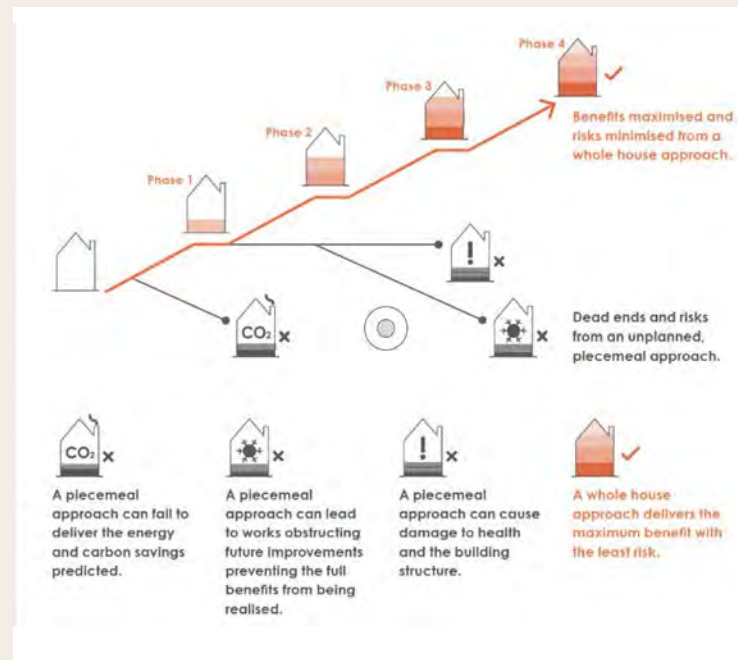 Phase 4
Phase 3
Benefits maximised and
risks minimised from a
whole house approach.
Phase 2
Phase 1
!
CO₂
Dead ends and risks
from an unplanned,
piecemeal approach.
CO₂
!
A piecemeal
approach can fail to
deliver the energy
and carbon savings
predicted.
A piecemeal
approach can lead
to works obstructing
future improvements
preventing the full
benefits from being
realised.
A piecemeal
approach can cause
damage to health
and the building
structure.
A whole house
approach delivers the
maximum benefit with
the least risk.